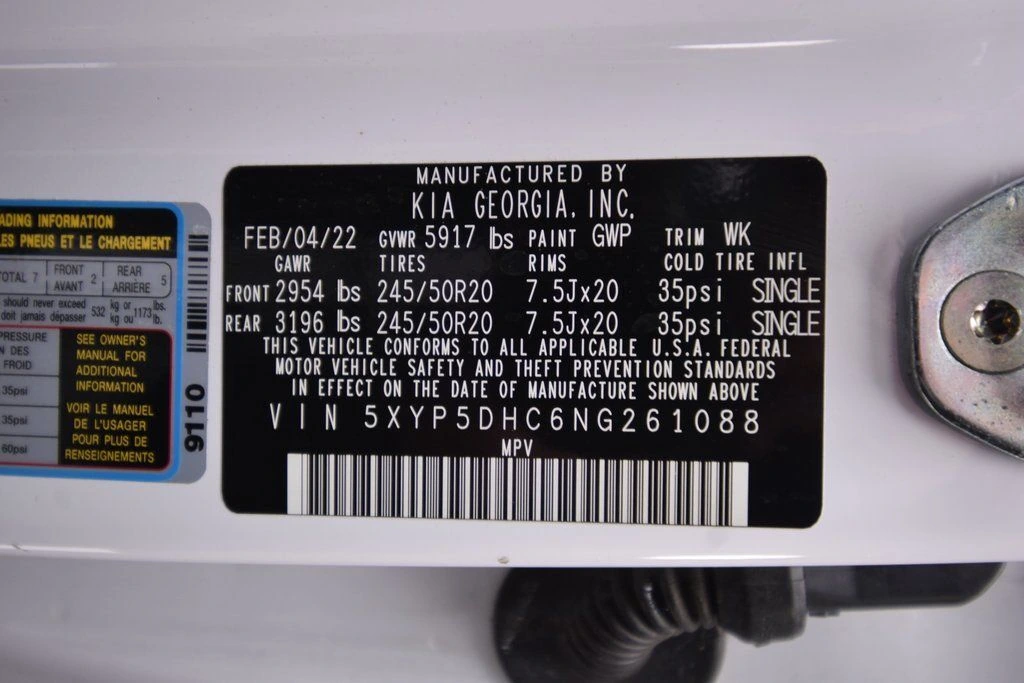 MANUFACTURED BY
KIA GEORGIA, INC.
FEB/04/22 GVWR 5917 lbs PAINT GWP TRIM WK
GAWR TIRES RIMS COLD TIRE INFL
FRONT 2954 lbs 245/50R20 7.5Jx20 35psi SINGLE
REAR 3196 lbs 245/50R20 7.5Jx20 35psi SINGLE
THIS VEHICLE CONFORMS TO ALL APPLICABLE U.S.A. FEDERAL
MOTOR VEHICLE SAFETY AND THEFT PREVENTION STANDARDS
IN EFFECT ON THE DATE OF MANUFACTURE SHOWN ABOVE
VIN 5XYP5DHC6NG261088
MPV
INFORMATION
PNEUS ET LE CHARGEMENT
7 FRONT AVANT 2 REAR ARRIÈRE 5
should never exceed 532 kg or 1173 lbs.
doit jamais dépasser kg ou
DES
FROID
35psi
35psi
60psi
SEE OWNER'S
MANUAL FOR
ADDITIONAL
INFORMATION
VOIR LE MANUEL
DE L'USAGER
POUR PLUS DE
RENSEIGNEMENTS
9110